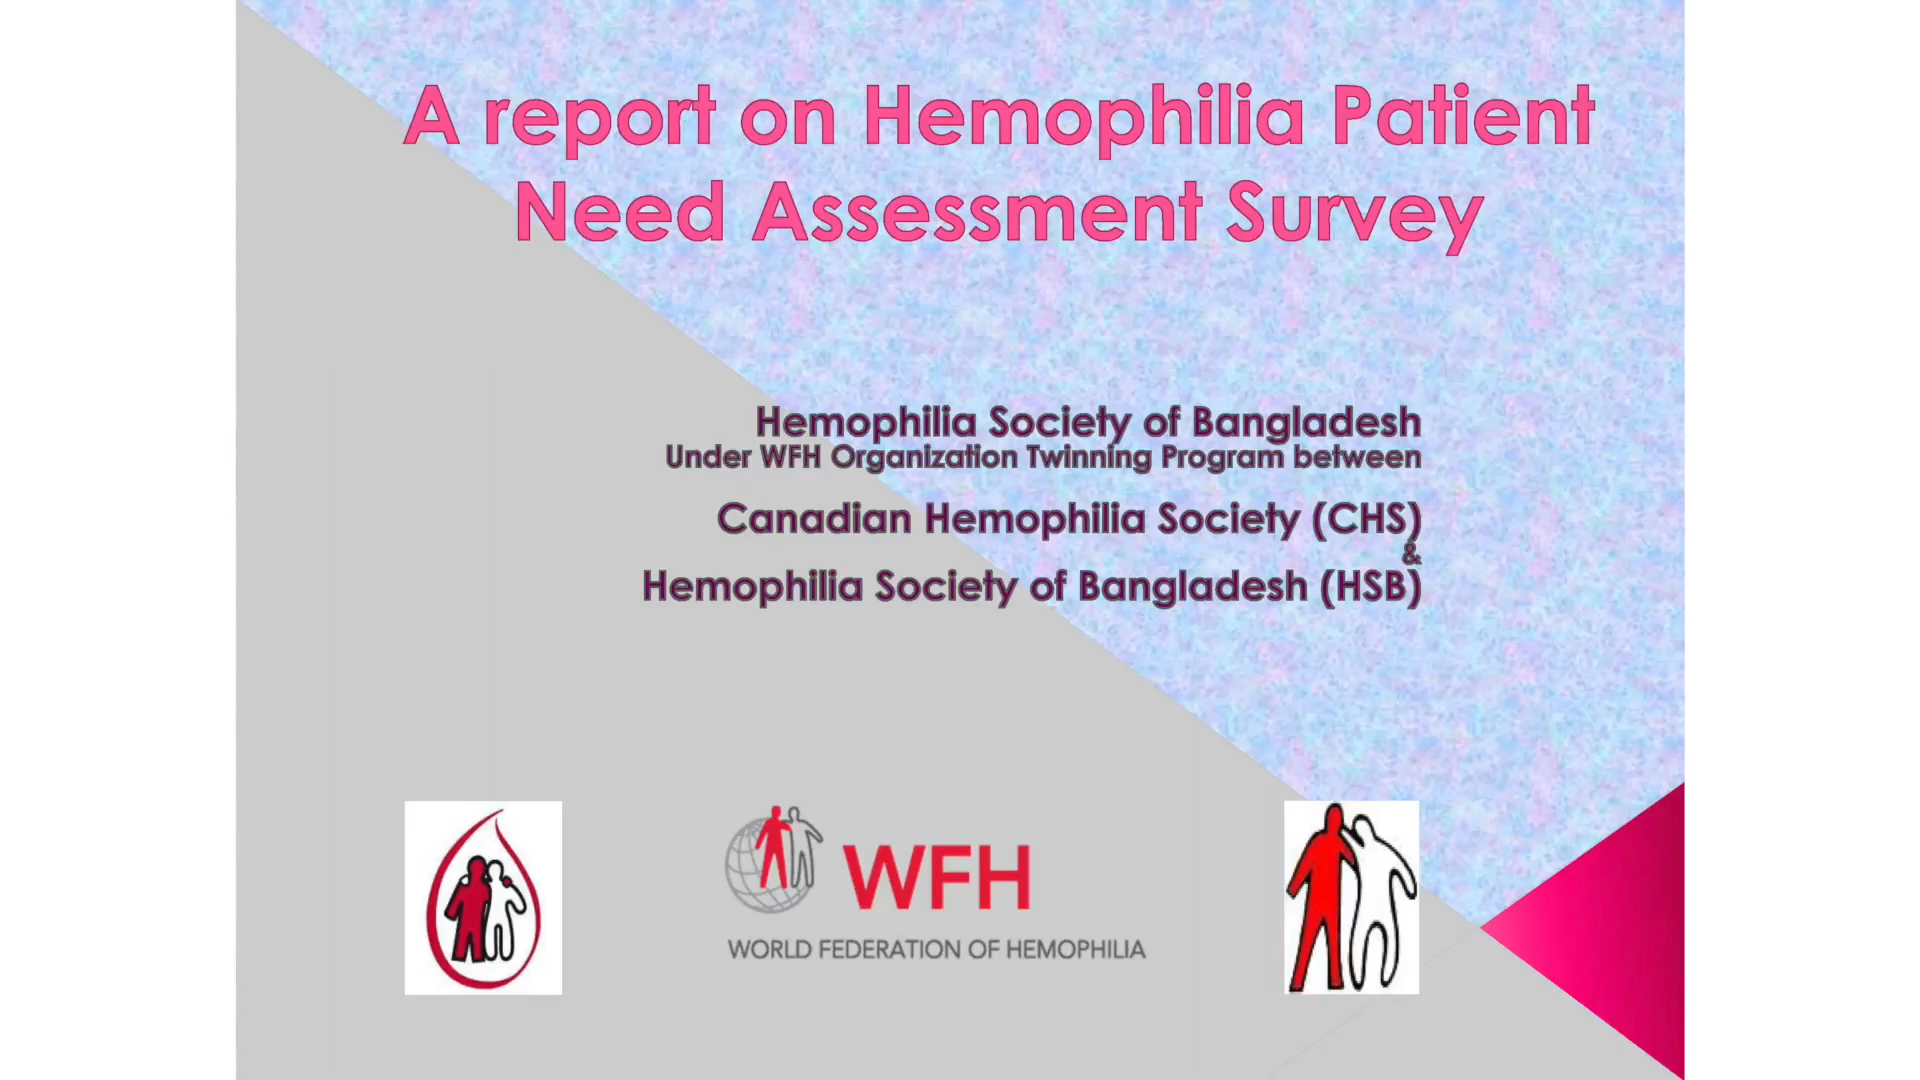 A report on Hemophilia Patient
Need Assessment Survey
Hemophilia Society of Bangladesh
Under WFH Organization Twinning Program between
Canadian Hemophilia Society (CHS)
&
Hemophilia Society of Bangladesh (HSB)
WFH
WORLD FEDERATION OF HEMOPHILIA